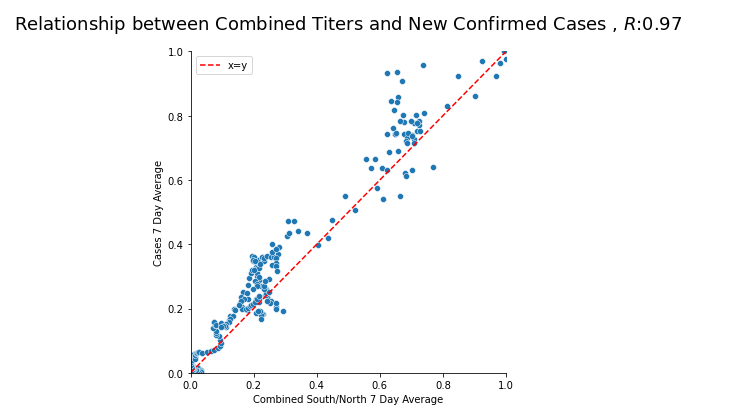 Relationship between Combined Titers and New Confirmed Cases , R:0.97
x=y
1.0
0.8
0.6
0.4
0.2
0.0
Cases 7 Day Average
0.0 0.2 0.4 0.6 0.8 1.0
Combined South/North 7 Day Average